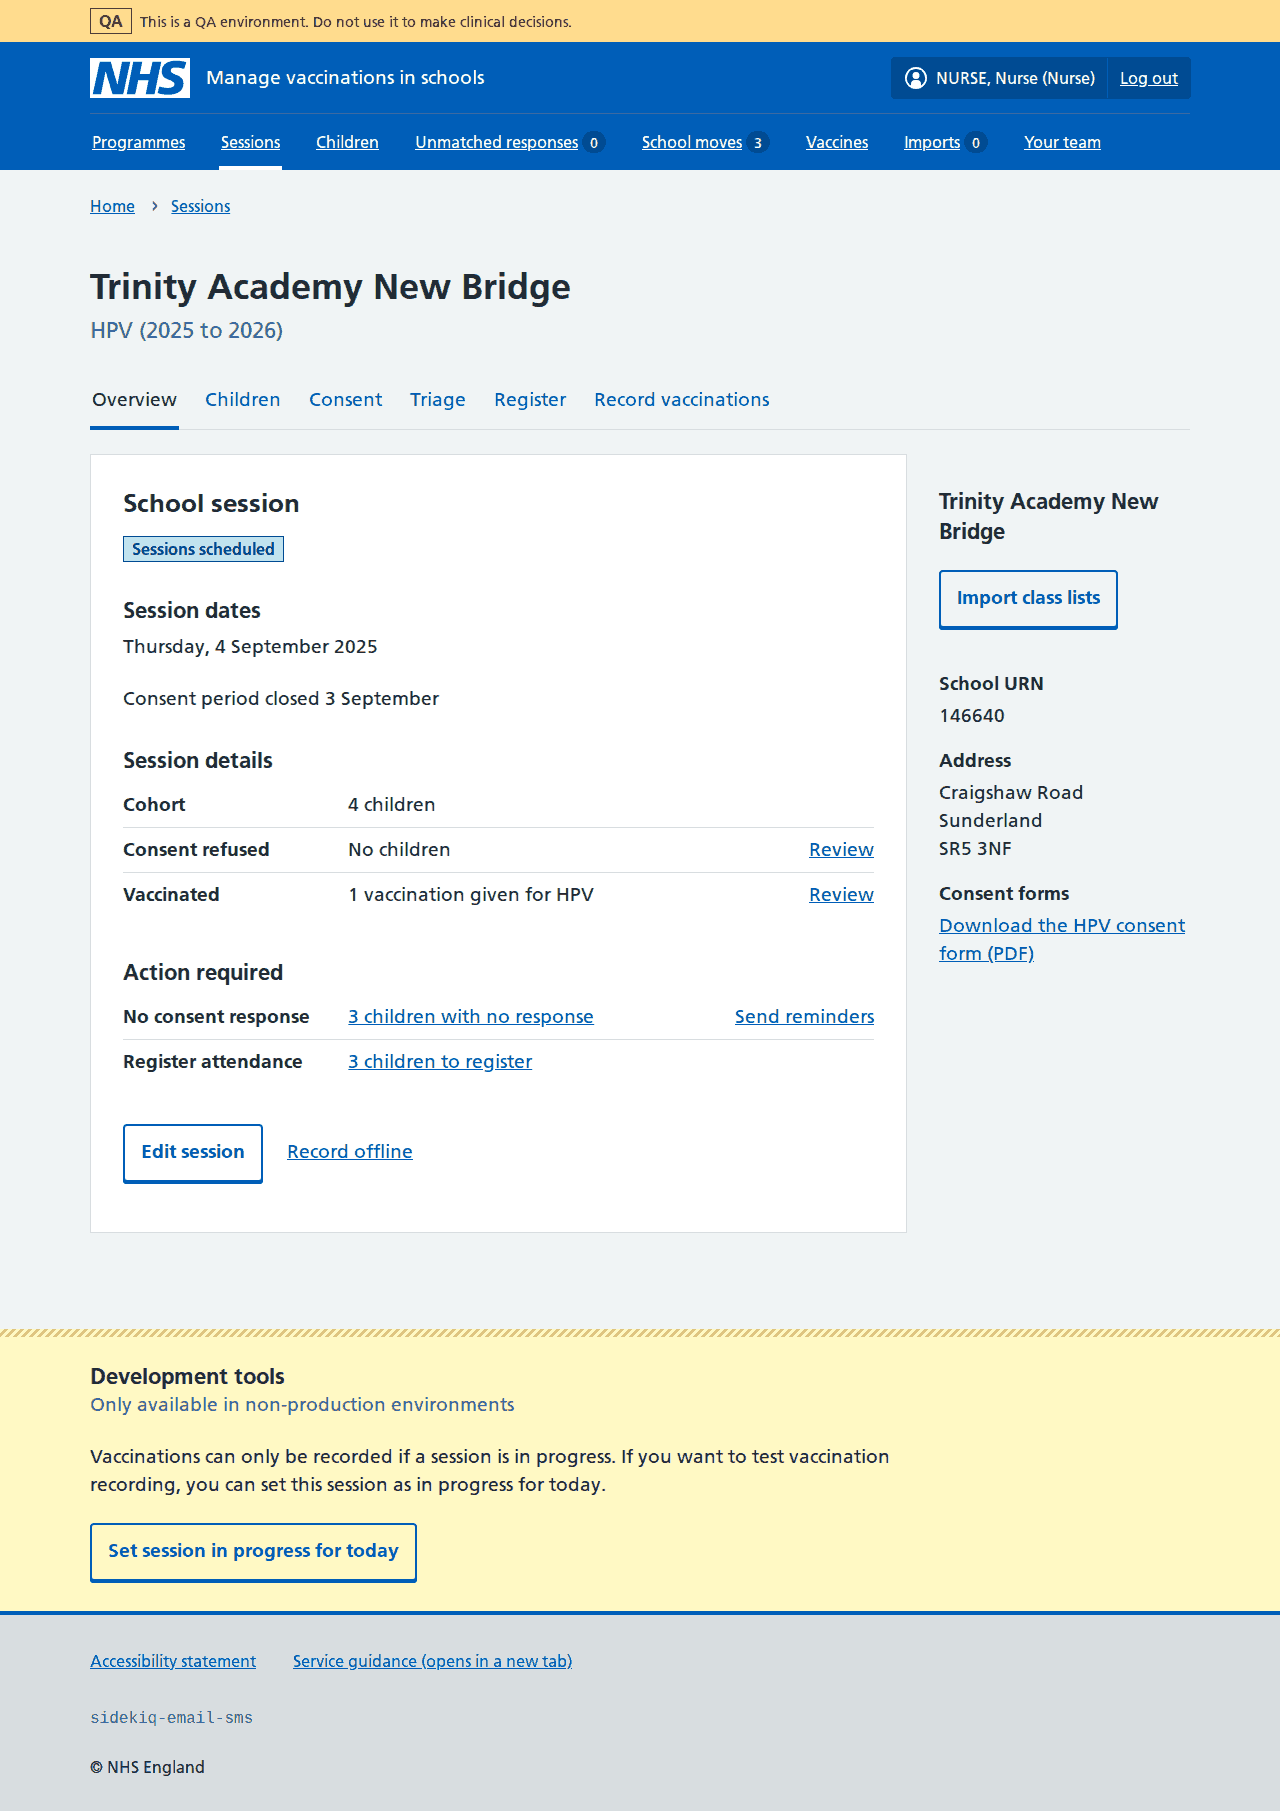 QA This is a QA environment. Do not use it to make clinical decisions.
NHS Manage vaccinations in schools
NURSE, Nurse (Nurse) Log out
Programmes Sessions Children Unmatched responses 0 School moves 3 Vaccines Imports 0 Your team
Home › Sessions
Trinity Academy New Bridge
HPV (2025 to 2026)
Overview Children Consent Triage Register Record vaccinations
School session
Sessions scheduled
Session dates
Thursday, 4 September 2025
Consent period closed 3 September
Session details
Cohort 4 children
Consent refused No children Review
Vaccinated 1 vaccination given for HPV Review
Action required
No consent response 3 children with no response Send reminders
Register attendance 3 children to register
Edit session Record offline
Trinity Academy New
Bridge
Import class lists
School URN
146640
Address
Craigshaw Road
Sunderland
SR5 3NF
Consent forms
Download the HPV consent
form (PDF)
Development tools
Only available in non-production environments
Vaccinations can only be recorded if a session is in progress. If you want to test vaccination
recording, you can set this session as in progress for today.
Set session in progress for today
Accessibility statement Service guidance (opens in a new tab)
sidekiq-email-sms
© NHS England